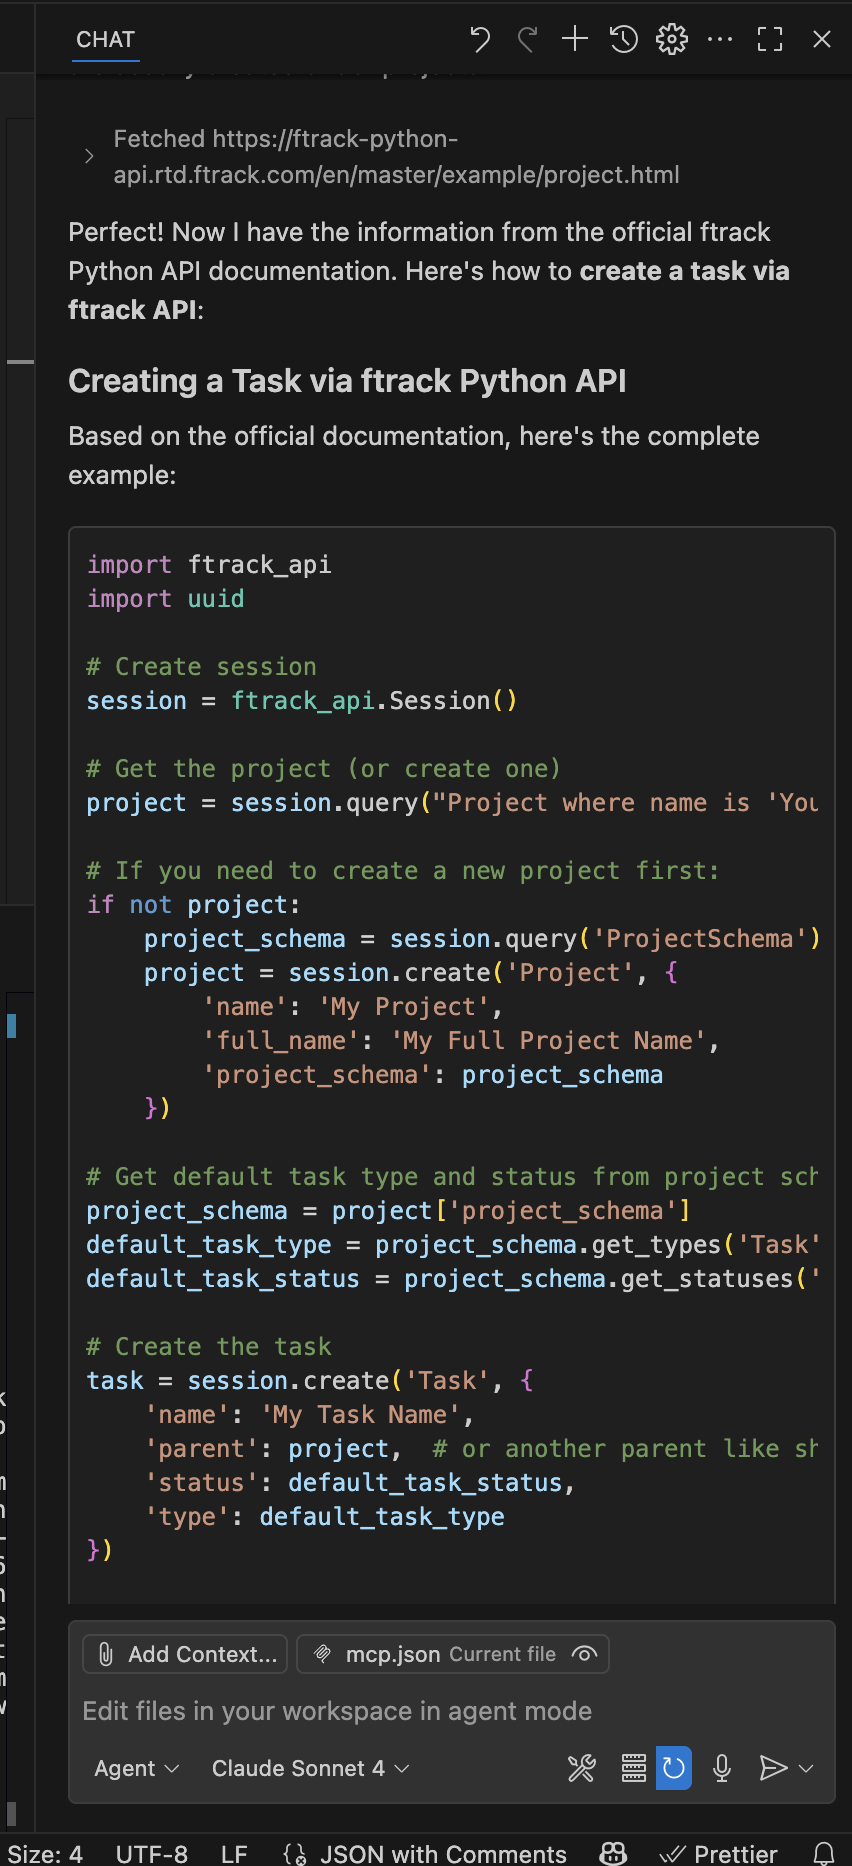 CHAT
Fetched https://ftrack-python-
api.rtd.ftrack.com/en/master/example/project.html
Perfect! Now I have the information from the official ftrack
Python API documentation. Here's how to create a task via
ftrack API:
Creating a Task via ftrack Python API
Based on the official documentation, here's the complete
example:
import ftrack_api
import uuid
# Create session
session = ftrack_api.Session()
# Get the project (or create one)
project = session.query("Project where name is 'You
# If you need to create a new project first:
if not project:
    project_schema = session.query('ProjectSchema')
    project = session.create('Project', {
        'name': 'My Project',
        'full_name': 'My Full Project Name',
        'project_schema': project_schema
    })
# Get default task type and status from project sch
project_schema = project['project_schema']
default_task_type = project_schema.get_types('Task'
default_task_status = project_schema.get_statuses('
# Create the task
task = session.create('Task', {
    'name': 'My Task Name',
    'parent': project,  # or another parent like sh
    'status': default_task_status,
    'type': default_task_type
})
Add Context... mcp.json Current file
Edit files in your workspace in agent mode
Agent Claude Sonnet 4
Size: 4 UTF-8 LF JSON with Comments Prettier